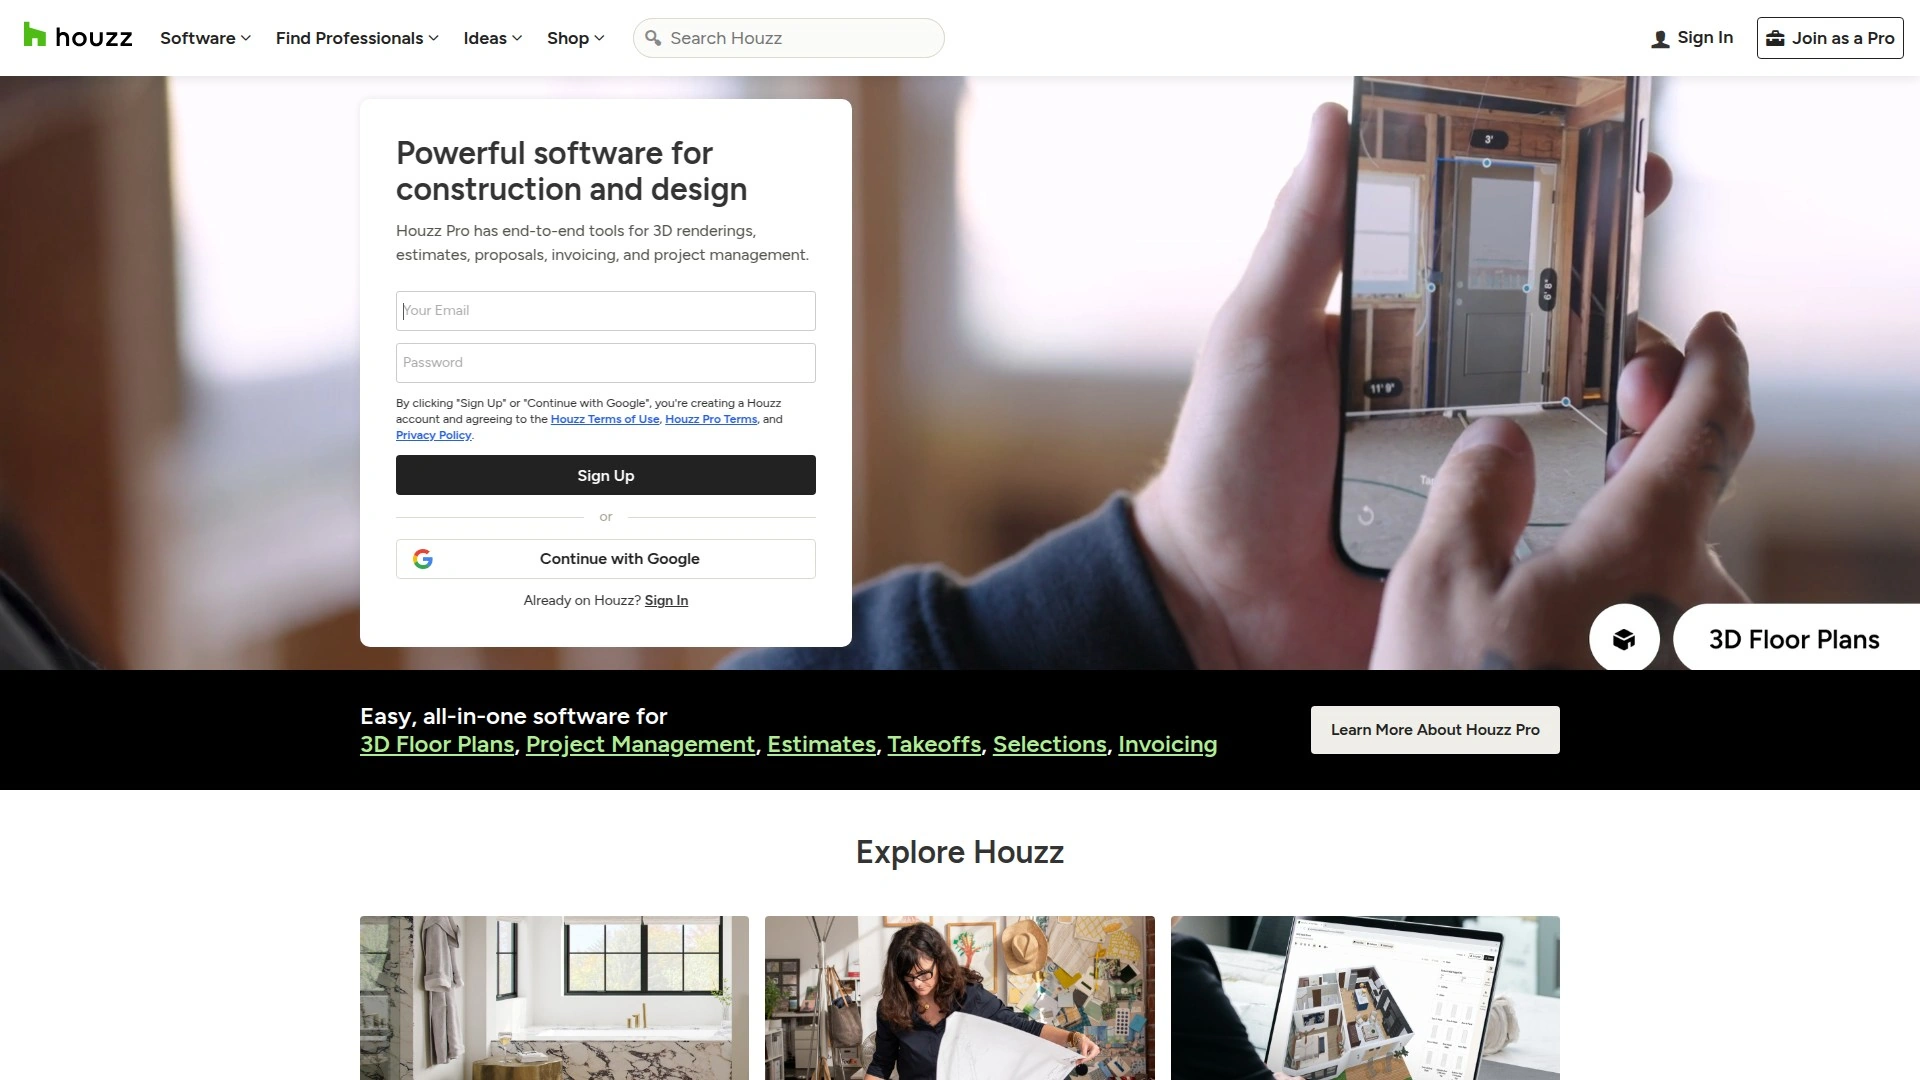 houzz
Software
Find Professionals
Ideas
Shop
Search Houzz
Sign In
Join as a Pro
Powerful software for
construction and design
Houzz Pro has end-to-end tools for 3D renderings,
estimates, proposals, invoicing, and project management.
Your Email
Password
By clicking "Sign Up" or "Continue with Google", you're creating a Houzz
account and agreeing to the Houzz Terms of Use, Houzz Pro Terms, and
Privacy Policy.
Sign Up
or
Continue with Google
Already on Houzz? Sign In
3'
6' 8"
11' 9"
3D Floor Plans
Easy, all-in-one software for
3D Floor Plans, Project Management, Estimates, Takeoffs, Selections, Invoicing
Learn More About Houzz Pro
Explore Houzz